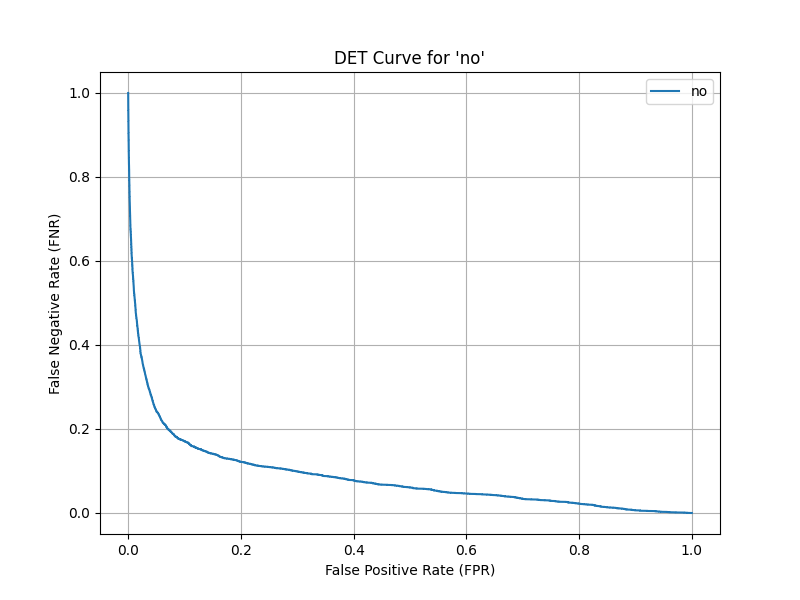 DET Curve for 'no'
no
1.0
0.8
0.6
0.4
0.2
0.0
False Negative Rate (FNR)
0.0 0.2 0.4 0.6 0.8 1.0
False Positive Rate (FPR)